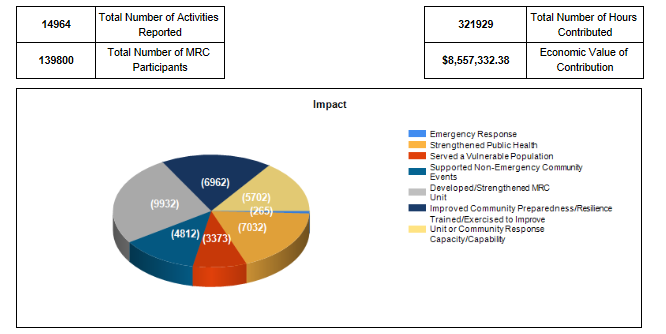 14964
Total Number of Activities
Reported
139800
Total Number of MRC
Participants
321929
Total Number of Hours
Contributed
$8,557,332.38
Economic Value of
Contribution
Impact
(6962)
(5702)
(265)
(9932)
(7032)
(4812)
(3373)
Emergency Response
Strengthened Public Health
Served a Vulnerable Population
Supported Non-Emergency Community
Events
Developed/Strengthened MRC
Unit
Improved Community Preparedness/Resilience
Trained/Exercised to Improve
Unit or Community Response
Capacity/Capability